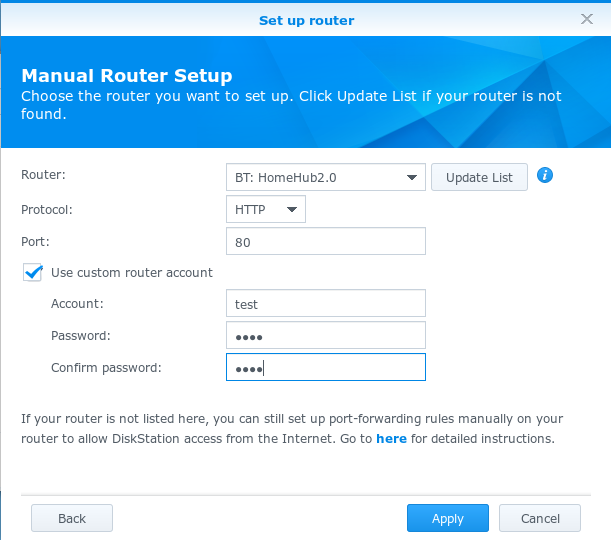 Set up router
Manual Router Setup
Choose the router you want to set up. Click Update List if your router is not
found.
Router: BT: HomeHub2.0 Update List
Protocol: HTTP
Port: 80
Use custom router account
Account: test
Password: ••••
Confirm password: ••••
If your router is not listed here, you can still set up port-forwarding rules manually on your
router to allow DiskStation access from the Internet. Go to here for detailed instructions.
Back Apply Cancel